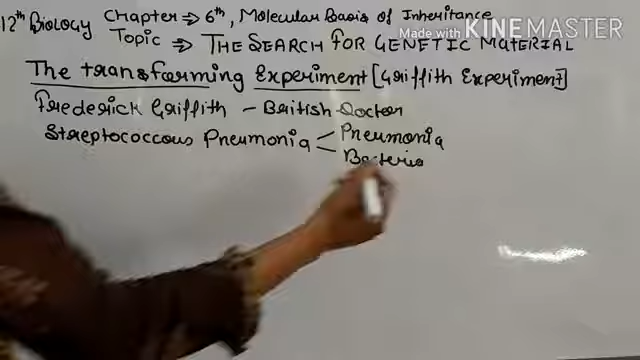 12th Biology Chapter ⇒ 6th, Molecular Basis of Inheritance
Topic ⇒ THE SEARCH FOR GENETIC MATERIAL
Made with KINEMASTER
The transforming Experiment [Griffith Experiment]
Frederick Griffith - British Doctor
Streptococcous Pneumonia < Pneumonia
Bacteria